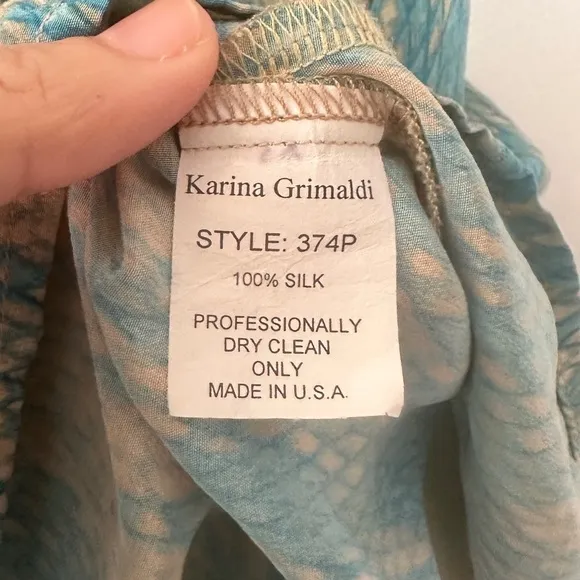 Karina Grimaldi
STYLE: 374P
100% SILK
PROFESSIONALLY
DRY CLEAN
ONLY
MADE IN U.S.A.